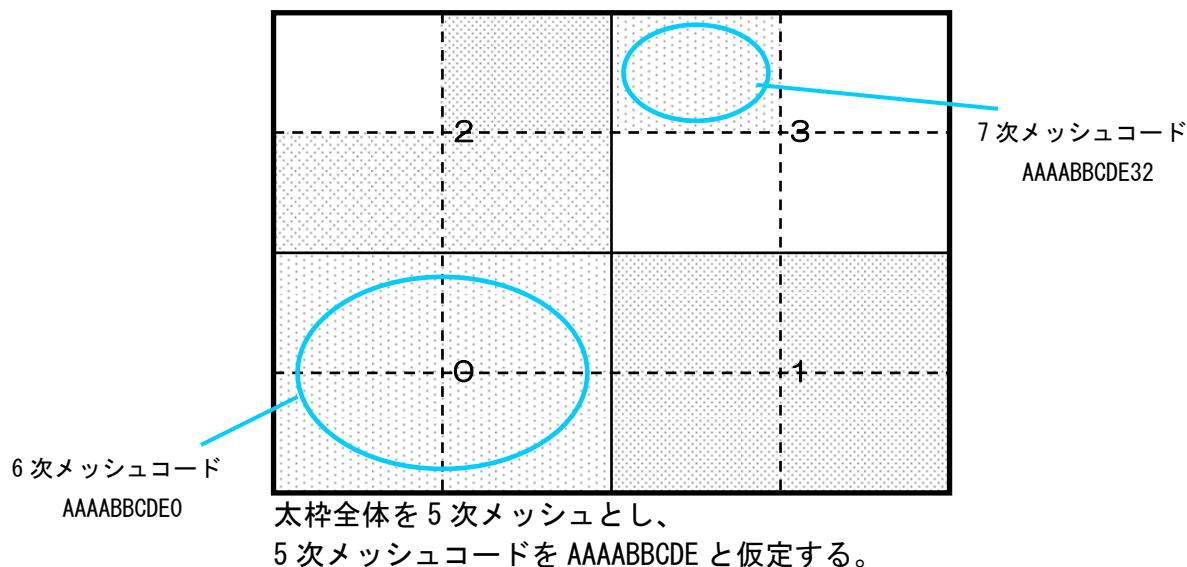 2
3
7次メッシュコード
AAAABBCDE32
0
1
6次メッシュコード
AAAABBCDE0
太枠全体を5次メッシュとし、
5次メッシュコードをAAAABBCDEと仮定する。